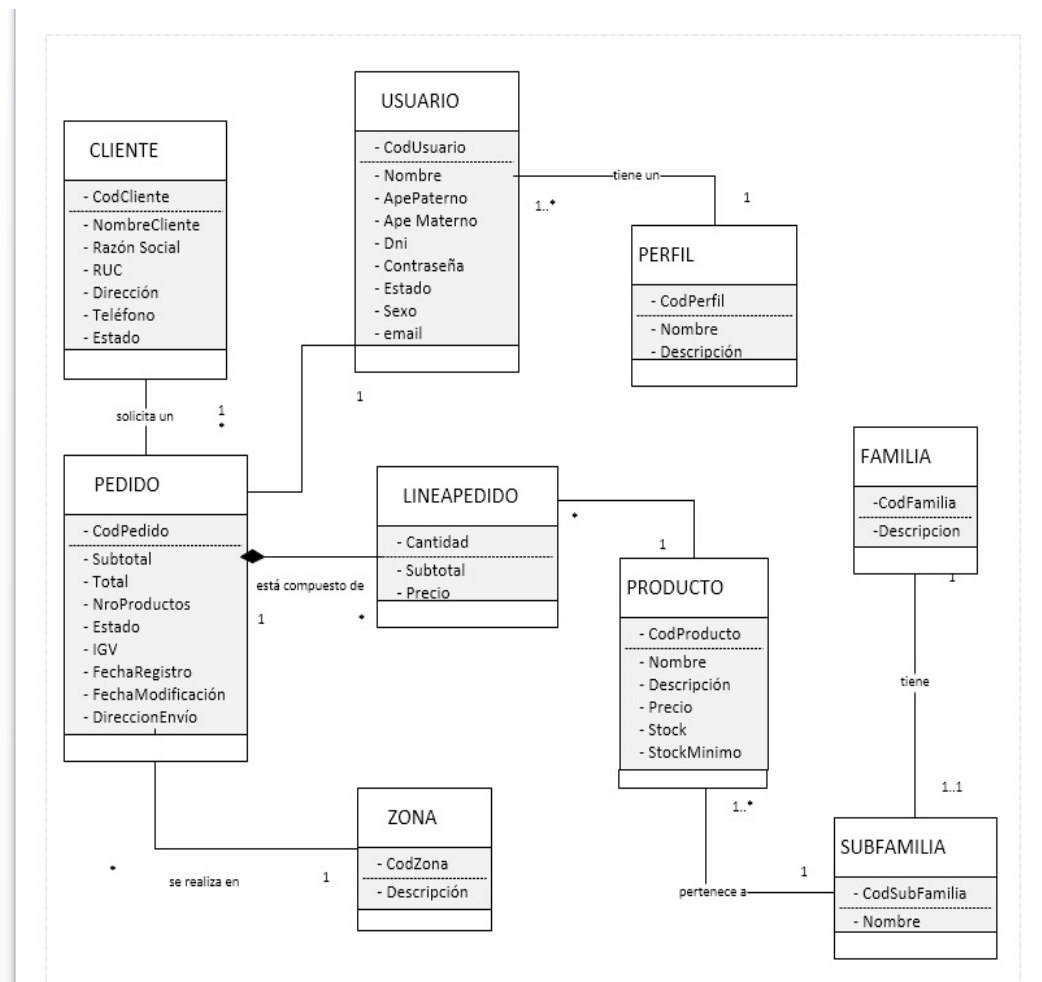 USUARIO
- CodUsuario
- Nombre
- ApePaterno
- Ape Materno
- Dni
- Contraseña
- Estado
- Sexo
- email
CLIENTE
- CodCliente
- NombreCliente
- Razón Social
- RUC
- Dirección
- Teléfono
- Estado
tiene un
1..*
1
PERFIL
- CodPerfil
- Nombre
- Descripción
solicita un
1
*
1
PEDIDO
- CodPedido
- Subtotal
- Total
- NroProductos
- Estado
- IGV
- FechaRegistro
- FechaModificación
- DireccionEnvío
está compuesto de
1
*
LINEAPEDIDO
- Cantidad
- Subtotal
- Precio
*
1
PRODUCTO
- CodProducto
- Nombre
- Descripción
- Precio
- Stock
- StockMinimo
FAMILIA
-CodFamilia
-Descripcion
1
tiene
1..1
1..*
pertenece a
1
SUBFAMILIA
- CodSubFamilia
- Nombre
ZONA
- CodZona
- Descripción
*
se realiza en
1